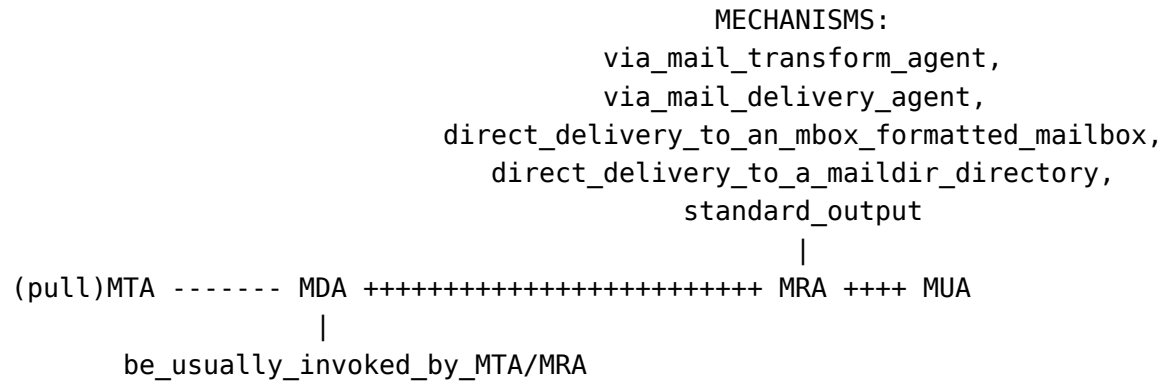 MECHANISMS:
via_mail_transform_agent,
via_mail_delivery_agent,
direct_delivery_to_an_mbox_formatted_mailbox,
direct_delivery_to_a_maildir_directory,
standard_output
|
(pull)MTA ------- MDA +++++++++++++++++++++++++ MRA ++++ MUA
|
be_usually_invoked_by_MTA/MRA